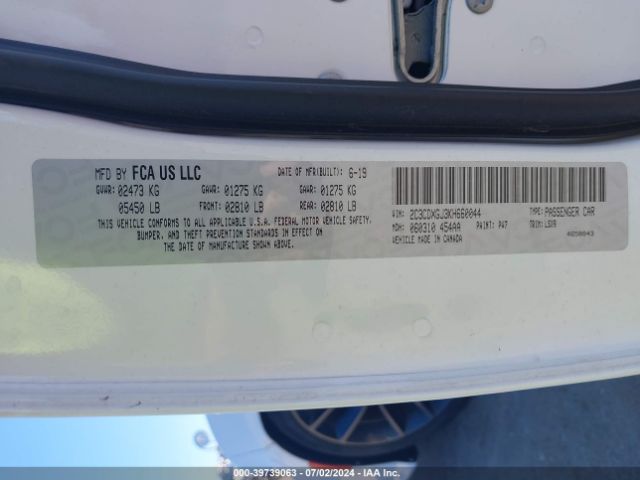 MFD BY FCA US LLC DATE OF MFR(BUILT): 6-19
GVWR: 02473 KG GAWR: 01275 KG GAWR: 01275 KG
05450 LB FRONT: 02810 LB REAR: 02810 LB
THIS VEHICLE CONFORMS TO ALL APPLICABLE U.S.A. FEDERAL MOTOR VEHICLE SAFETY,
BUMPER, AND THEFT PREVENTION STANDARDS IN EFFECT ON
THE DATE OF MANUFACTURE SHOWN ABOVE.
VIN: 2C3CDXGJ3KH660044 TYPE: PASSENGER CAR
MDH: 060310 454AA PAINT: PW7 TRIM: LSX9
VEHICLE MADE IN CANADA
000-39739063 - 07/02/2024 - IAA Inc.